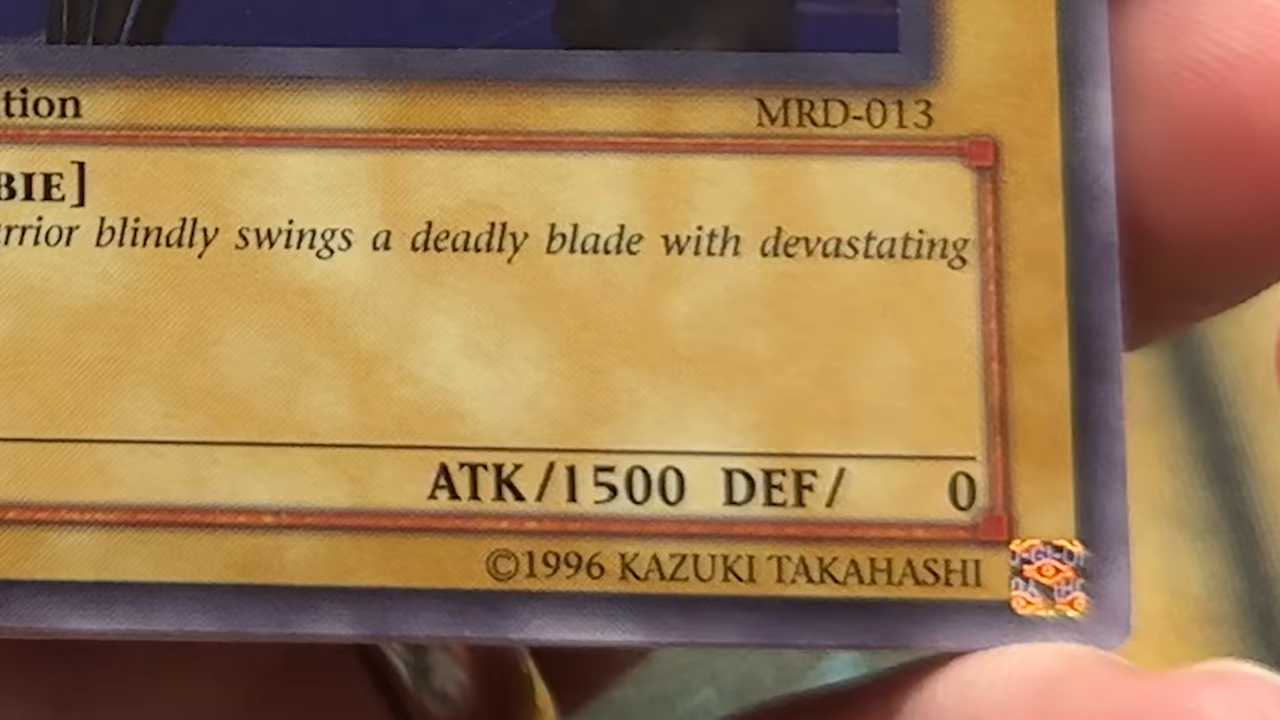 tion
MRD-013
BIE]
rrior blindly swings a deadly blade with devastating
ATK/1500 DEF/ 0
©1996 KAZUKI TAKAHASHI